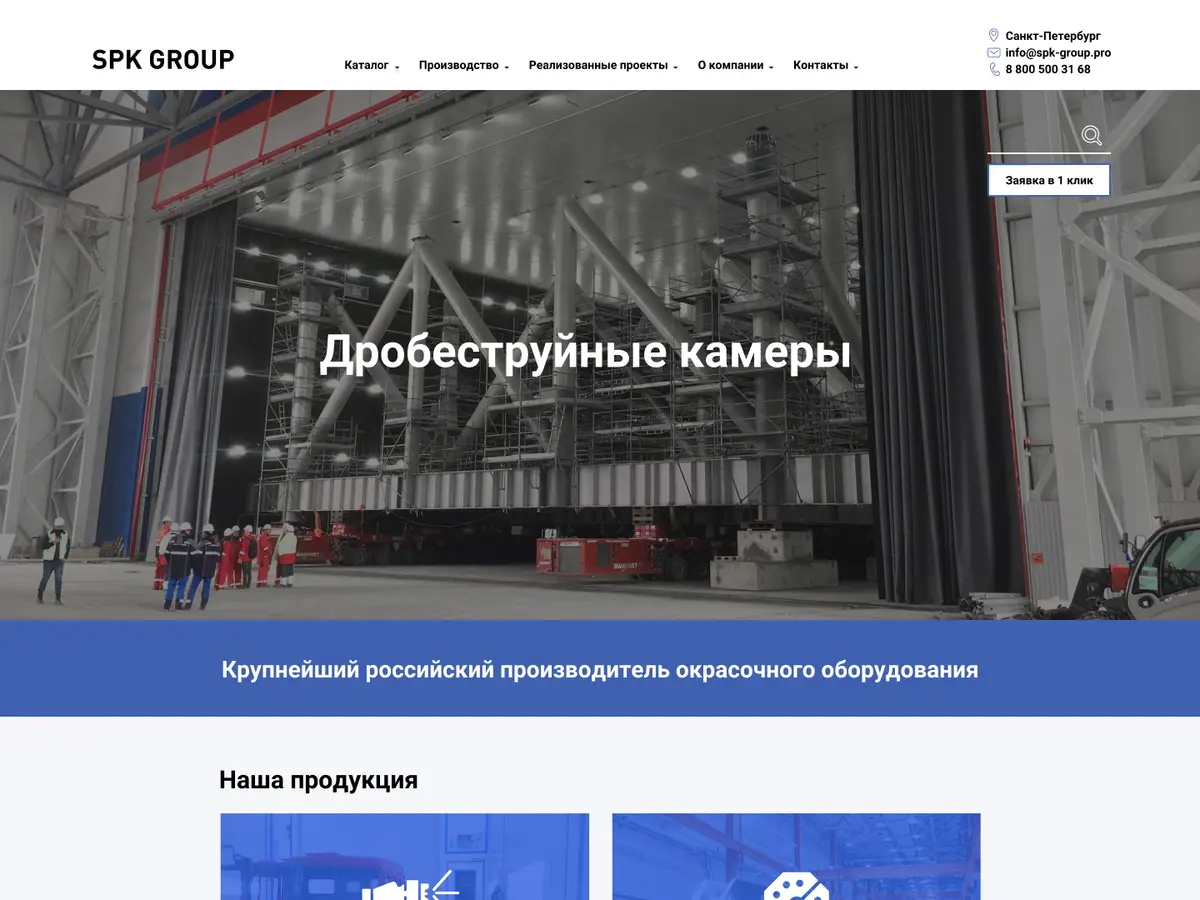 SPK GROUP
Каталог
Производство
Реализованные проекты
О компании
Контакты
Санкт-Петербург
info@spk-group.pro
8 800 500 31 68
Заявка в 1 клик
Дробеструйные камеры
Крупнейший российский производитель окрасочного оборудования
Наша продукция